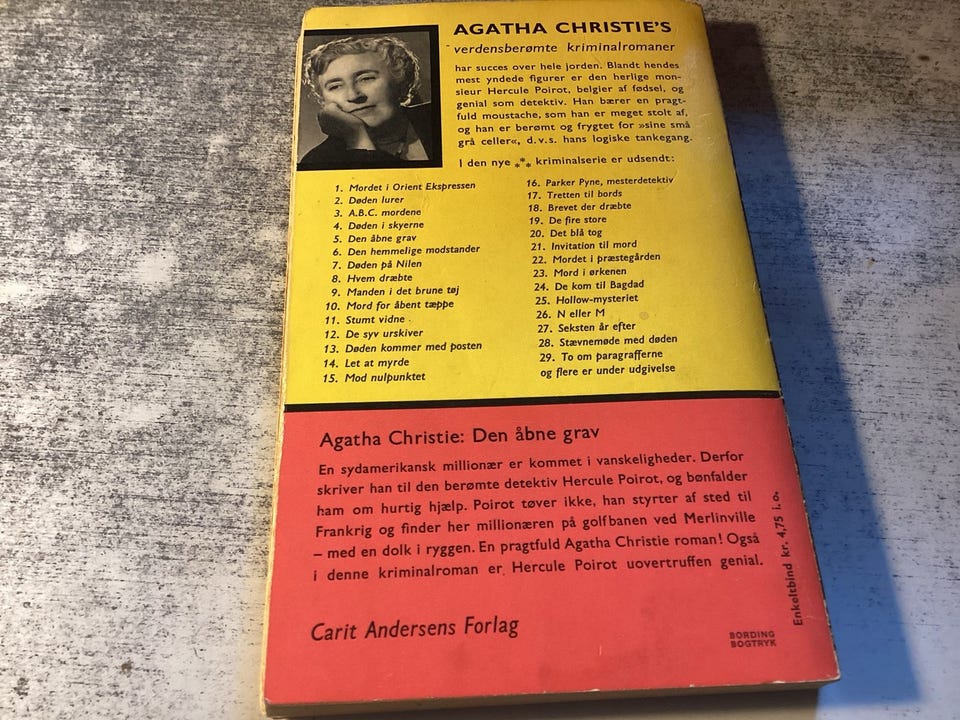 AGATHA CHRISTIE'S
verdensberømte kriminalromaner
har succes over hele jorden. Blandt hendes
mest yndede figurer er den herlige mon-
sieur Hercule Poirot, belgier af fødsel, og
genial som detektiv. Han bærer en pragt-
fuld moustache, som han er meget stolt af,
og han er berømt og frygtet for »sine små
grå celler«, d.v.s. hans logiske tankegang.
I den nye *** kriminalserie er udsendt:
1. Mordet i Orient Ekspressen
2. Døden lurer
3. A.B.C. mordene
4. Døden i skyerne
5. Den åbne grav
6. Den hemmelige modstander
7. Døden på Nilen
8. Hvem dræbte
9. Manden i det brune tøj
10. Mord for åbent tæppe
11. Stumt vidne
12. De syv urskiver
13. Døden kommer med posten
14. Let at myrde
15. Mod nulpunktet
16. Parker Pyne, mesterdetektiv
17. Tretten til bords
18. Brevet der dræbte
19. De fire store
20. Det blå tog
21. Invitation til mord
22. Mordet i præstegården
23. Mord i ørkenen
24. De kom til Bagdad
25. Hollow-mysteriet
26. N eller M
27. Seksten år efter
28. Stævnemøde med døden
29. To om paragrafferne
og flere er under udgivelse
Agatha Christie: Den åbne grav
En sydamerikansk millionær er kommet i vanskeligheder. Derfor
skriver han til den berømte detektiv Hercule Poirot, og bønfalder
ham om hurtig hjælp. Poirot tøver ikke, han styrter af sted til
Frankrig og finder her millionæren på golfbanen ved Merlinville
– med en dolk i ryggen. En pragtfuld Agatha Christie roman! Også
i denne kriminalroman er Hercule Poirot uovertruffen genial.
Enkeltbind kr. 4,75 i.o.
Carit Andersens Forlag
BORDING
BOGTRYK